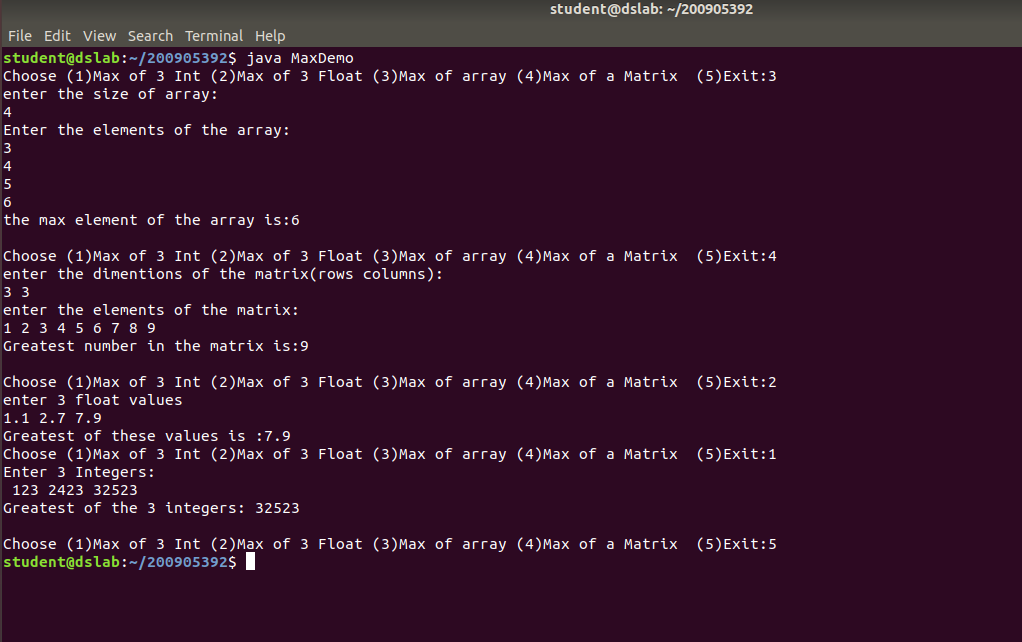 student@dslab: ~/200905392
File Edit View Search Terminal Help
student@dslab:~/200905392$ java MaxDemo
Choose (1)Max of 3 Int (2)Max of 3 Float (3)Max of array (4)Max of a Matrix  (5)Exit:3
enter the size of array:
4
Enter the elements of the array:
3
4
5
6
the max element of the array is:6

Choose (1)Max of 3 Int (2)Max of 3 Float (3)Max of array (4)Max of a Matrix  (5)Exit:4
enter the dimentions of the matrix(rows columns):
3 3
enter the elements of the matrix:
1 2 3 4 5 6 7 8 9
Greatest number in the matrix is:9

Choose (1)Max of 3 Int (2)Max of 3 Float (3)Max of array (4)Max of a Matrix  (5)Exit:2
enter 3 float values
1.1 2.7 7.9
Greatest of these values is :7.9
Choose (1)Max of 3 Int (2)Max of 3 Float (3)Max of array (4)Max of a Matrix  (5)Exit:1
Enter 3 Integers:
 123 2423 32523
Greatest of the 3 integers: 32523

Choose (1)Max of 3 Int (2)Max of 3 Float (3)Max of array (4)Max of a Matrix  (5)Exit:5
student@dslab:~/200905392$